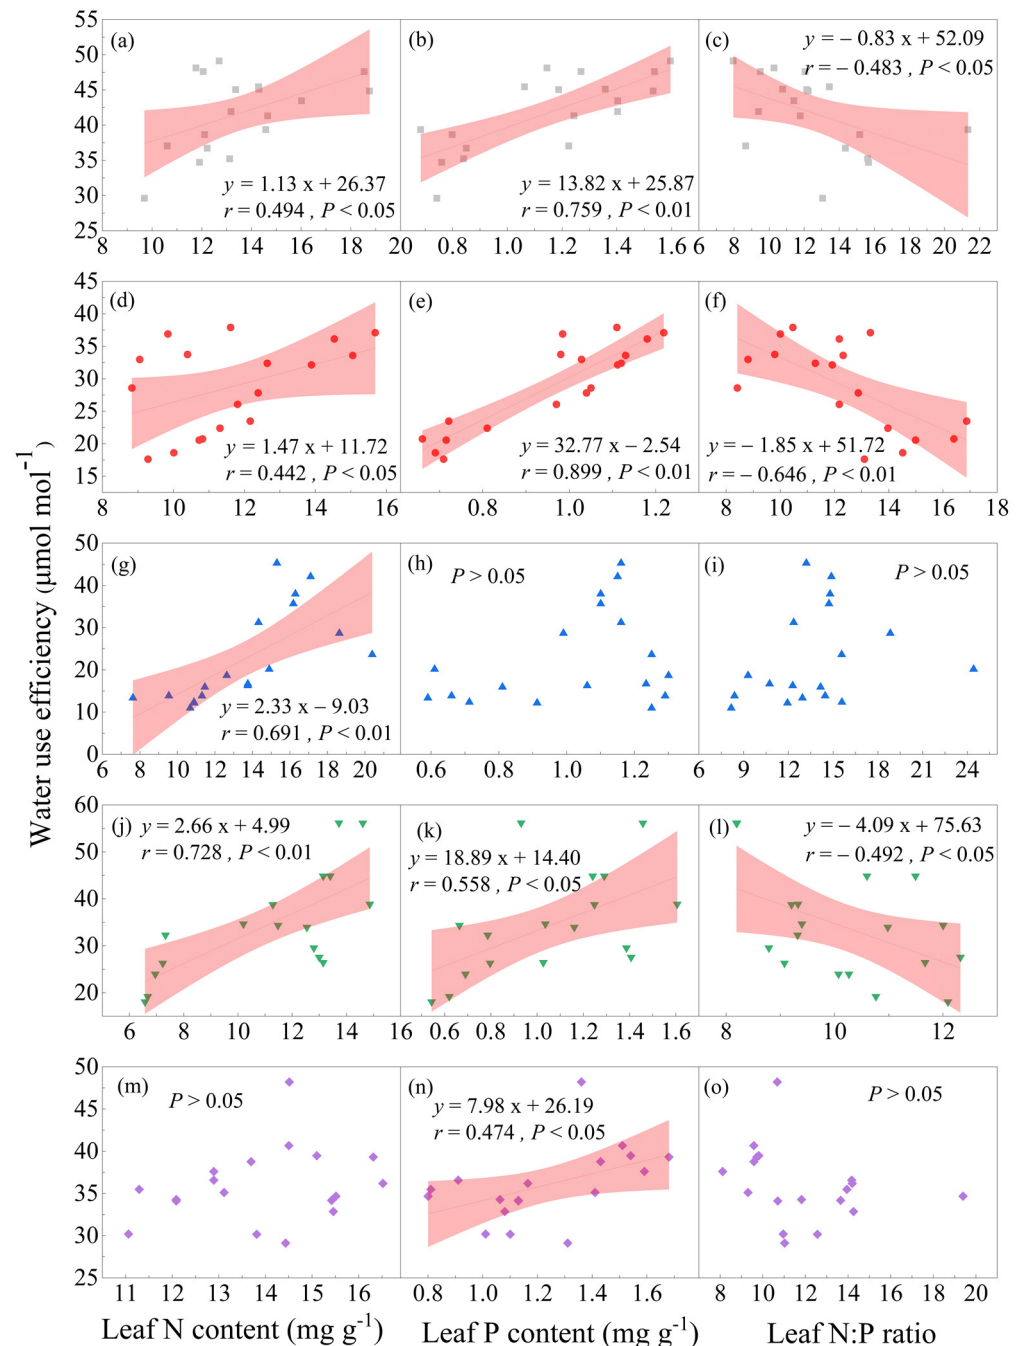 Water use efficiency (μmol mol⁻¹)
55
50
45
40
35
30
25
(a)
y = 1.13 x + 26.37
r = 0.494 , P < 0.05
(b)
y = 13.82 x + 25.87
r = 0.759 , P < 0.01
(c)
y = − 0.83 x + 52.09
r = − 0.483 , P < 0.05
8 10 12 14 16 18 20
0.8 1.0 1.2 1.4 1.6
6 8 10 12 14 16 18 20 22
45
40
35
30
25
20
15
(d)
y = 1.47 x + 11.72
r = 0.442 , P < 0.05
(e)
y = 32.77 x − 2.54
r = 0.899 , P < 0.01
(f)
y = − 1.85 x + 51.72
r = − 0.646 , P < 0.01
8 10 12 14 16
0.8 1.0 1.2
8 10 12 14 16 18
50
40
30
20
10
0
(g)
y = 2.33 x − 9.03
r = 0.691 , P < 0.01
(h)
P > 0.05
(i)
P > 0.05
6 8 10 12 14 16 18 20
0.6 0.8 1.0 1.2
6 9 12 15 18 21 24
60
50
40
30
20
(j)
y = 2.66 x + 4.99
r = 0.728 , P < 0.01
(k)
y = 18.89 x + 14.40
r = 0.558 , P < 0.05
(l)
y = − 4.09 x + 75.63
r = − 0.492 , P < 0.05
6 8 10 12 14 16
0.6 0.8 1.0 1.2 1.4 1.6
8 10 12
50
45
40
35
30
25
(m)
P > 0.05
(n)
y = 7.98 x + 26.19
r = 0.474 , P < 0.05
(o)
P > 0.05
11 12 13 14 15 16
0.8 1.0 1.2 1.4 1.6
8 10 12 14 16 18 20
Leaf N content (mg g⁻¹)
Leaf P content (mg g⁻¹)
Leaf N:P ratio